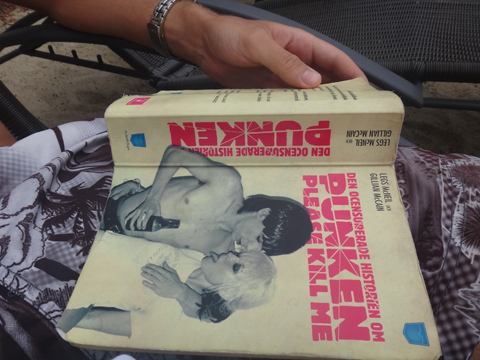 LEGS McNEIL OCH
GILLIAN McCAIN
DEN OCENSURERADE HISTORIEN OM
PUNKEN
PLEASE KILL ME
LEGS McNEIL OCH
GILLIAN McCAIN
DEN OCENSURERADE HISTORIEN
PUNKEN